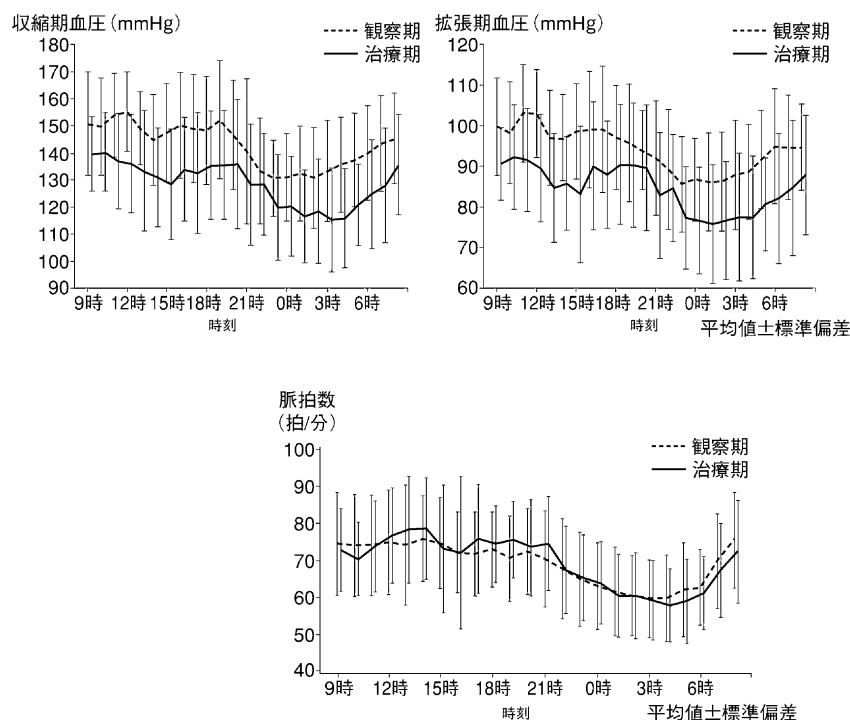 収縮期血圧（mmHg）
観察期
治療期
180
170
160
150
140
130
120
110
100
90
9時 12時 15時 18時 21時 0時 3時 6時
時刻
拡張期血圧（mmHg）
観察期
治療期
120
110
100
90
80
70
60
9時 12時 15時 18時 21時 0時 3時 6時
時刻
平均値士標準偏差
脈拍数
（拍/分）
観察期
治療期
100
90
80
70
60
50
40
9時 12時 15時 18時 21時 0時 3時 6時
時刻
平均値士標準偏差